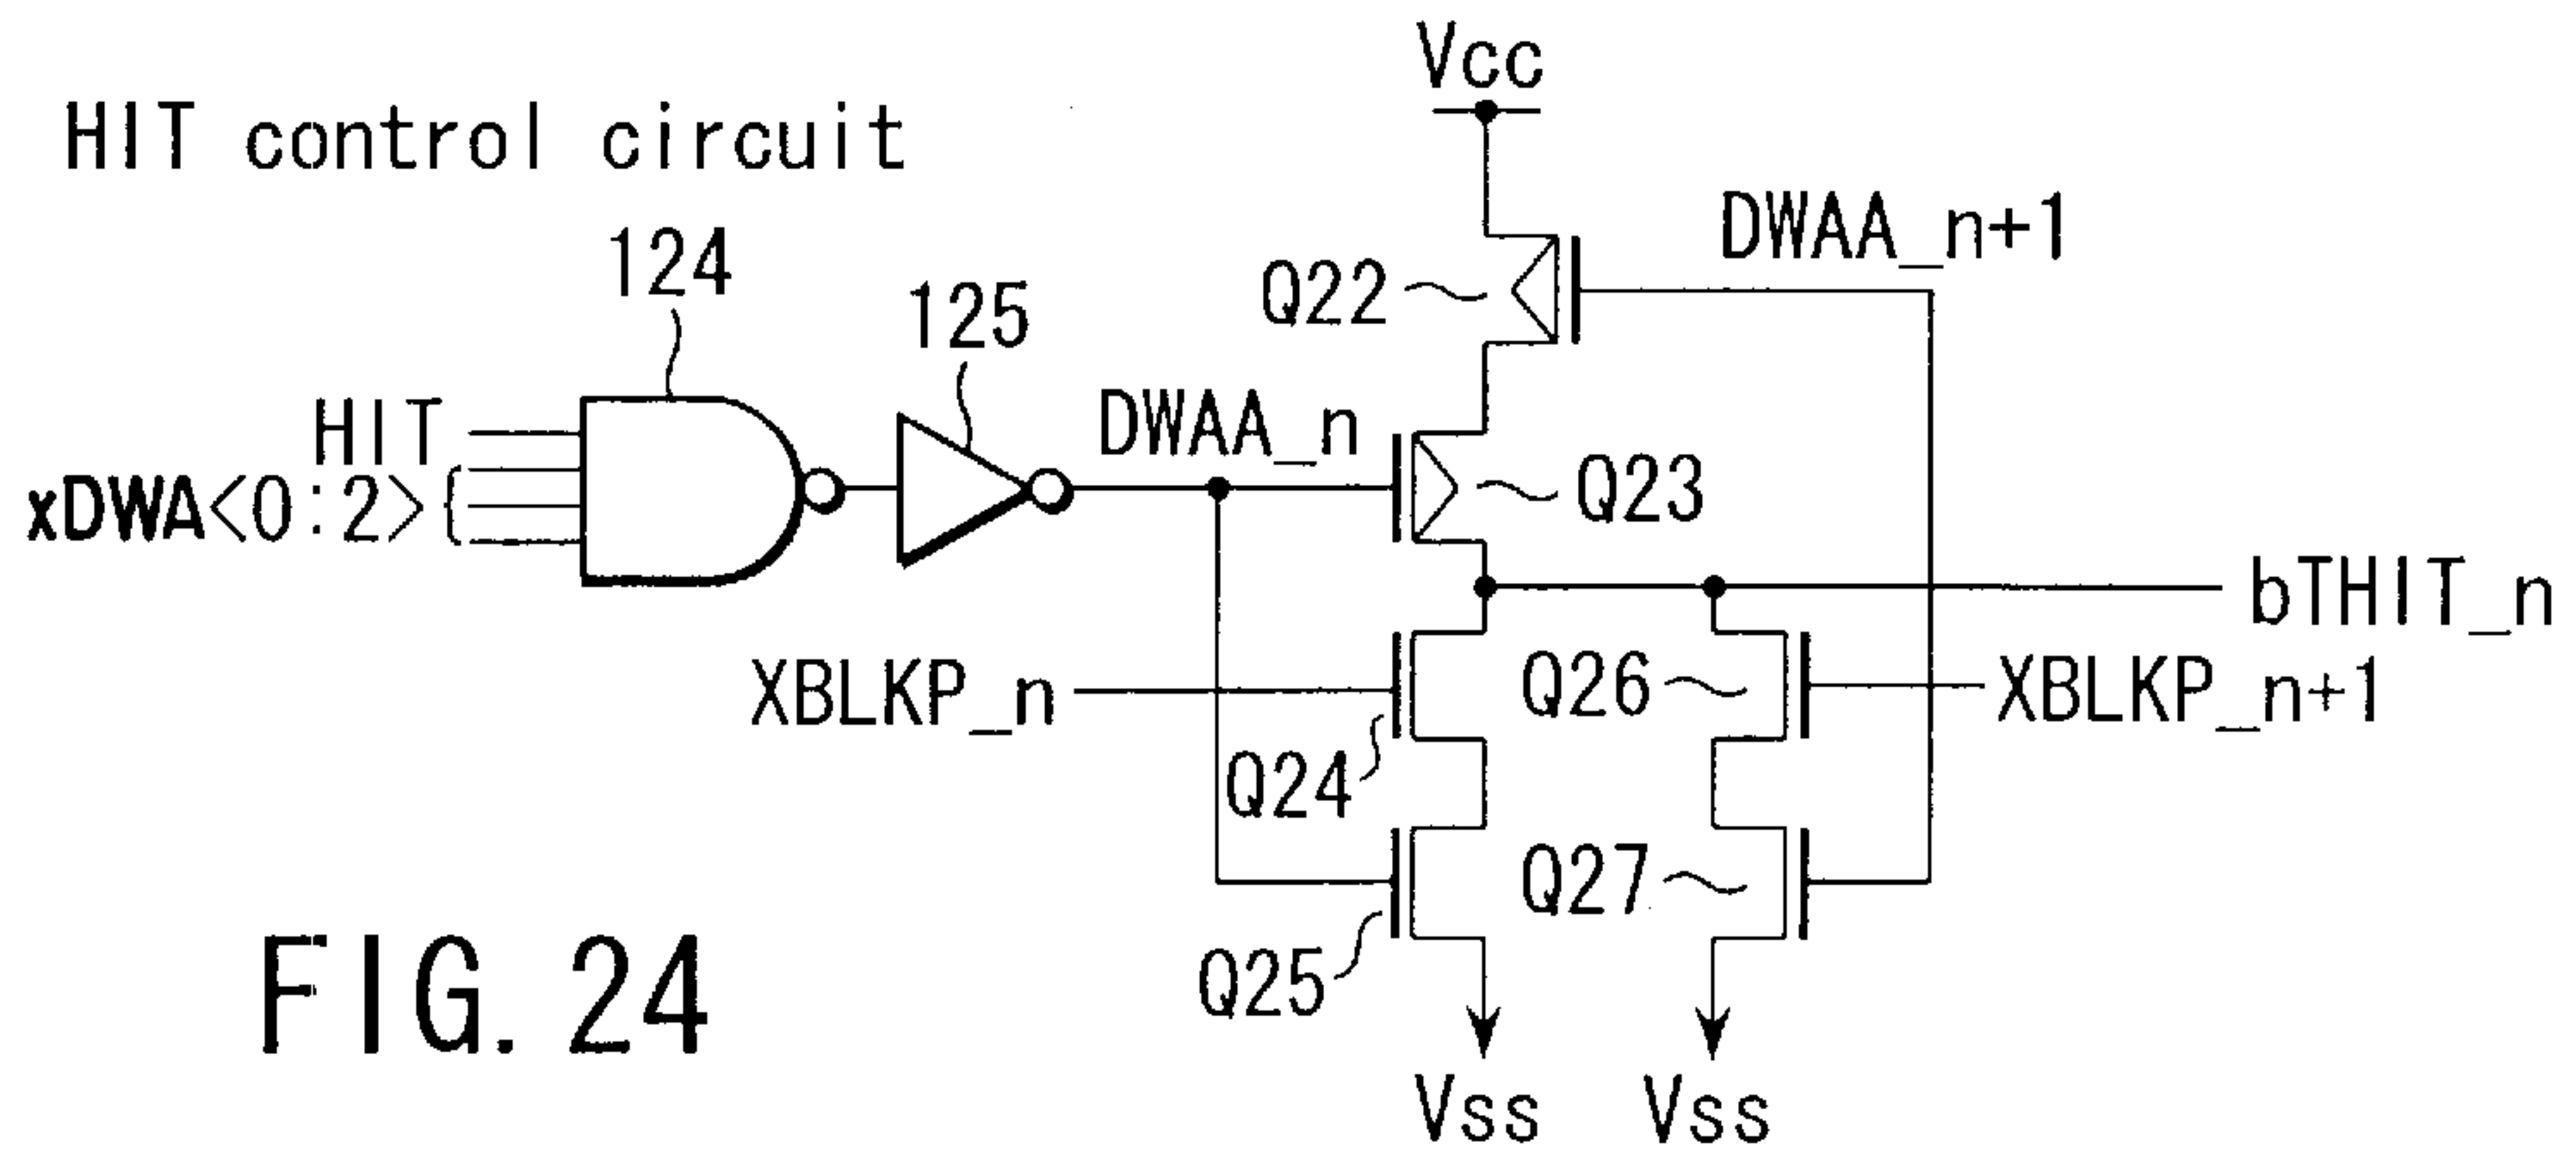 Vcc
HIT control circuit
124
125
DWAA_n+1
Q22
HIT
DWAA_n
Q23
xDWA<0:2>
bTHIT_n
XBLKP_n
Q26
XBLKP_n+1
Q24
Q27
Q25
FIG. 24
Vss
Vss